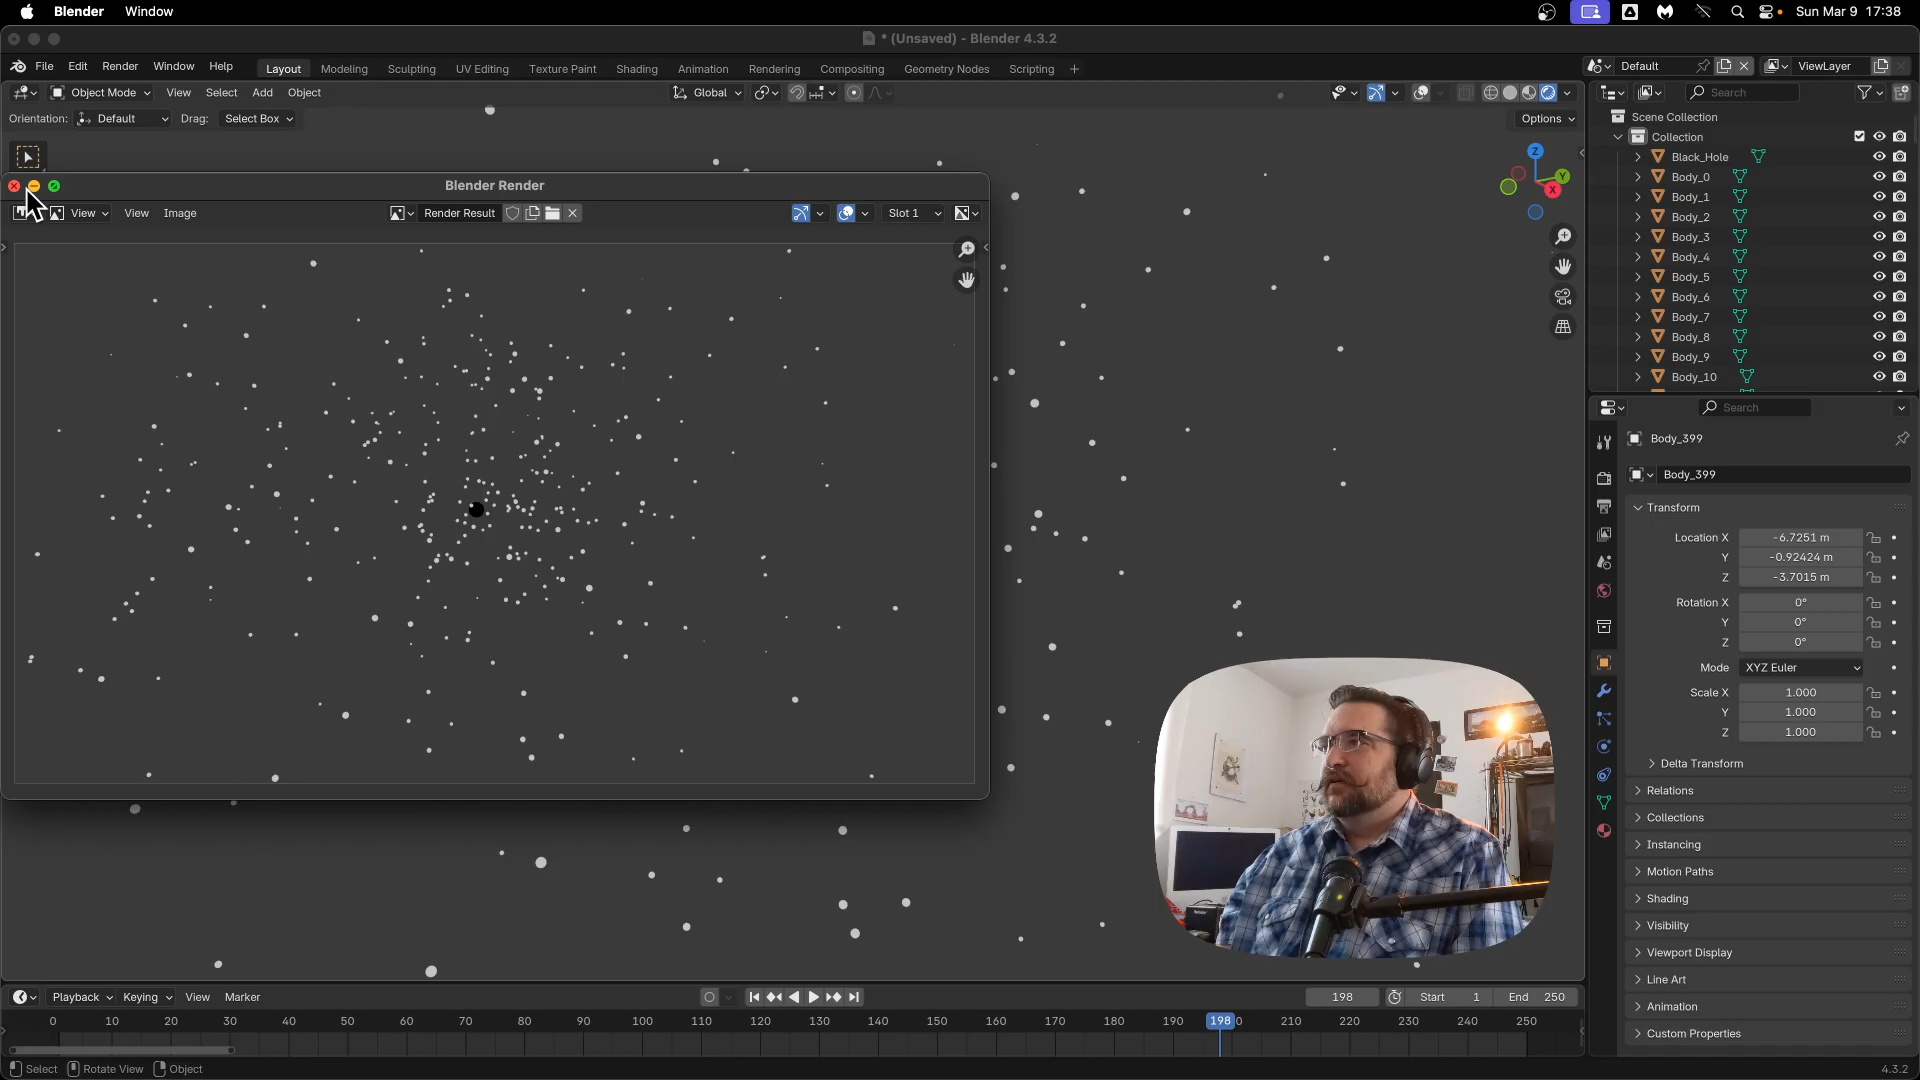 Blender Window Sun Mar 9 17:38
* (Unsaved) - Blender 4.3.2
File Edit Render Window Help Layout Modeling Sculpting UV Editing Texture Paint Shading Animation Rendering Compositing Geometry Nodes Scripting + Default ViewLayer
Object Mode View Select Add Object Global Search
Orientation: Default Drag: Select Box Options
Scene Collection
Collection
Black_Hole
Body_0
Body_1
Body_2
Body_3
Body_4
Body_5
Body_6
Body_7
Body_8
Body_9
Body_10
Z
Y
X
Blender Render
View View Image Render Result Slot 1
Search
Body_399
Body_399
Transform
Location X -6.7251 m
Y -0.92424 m
Z -3.7015 m
Rotation X 0°
Y 0°
Z 0°
Mode XYZ Euler
Scale X 1.000
Y 1.000
Z 1.000
Delta Transform
Relations
Collections
Instancing
Motion Paths
Shading
Visibility
Viewport Display
Line Art
Animation
Custom Properties
Playback Keying View Marker 198 Start 1 End 250
0 10 20 30 40 50 60 70 80 90 100 110 120 130 140 150 160 170 180 190 198 0 210 220 230 240 250
Select Rotate View Object 4.3.2